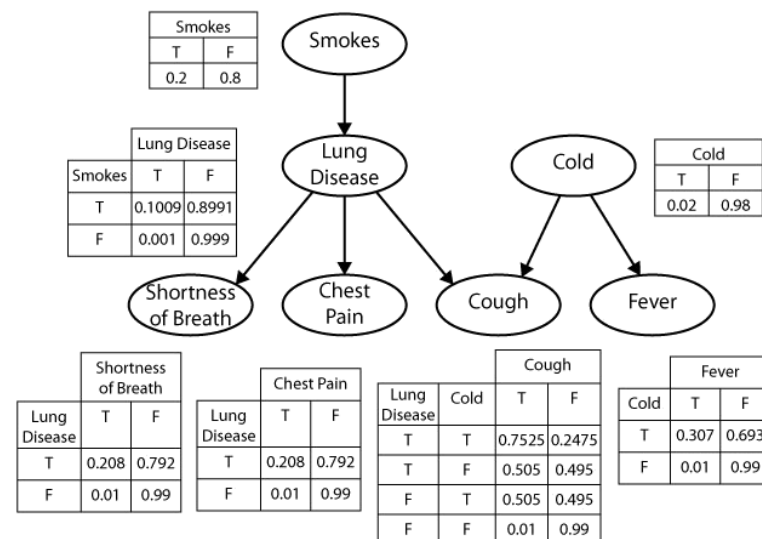 Smokes
T F
0.2 0.8
Smokes
Lung Disease
Smokes T F
T 0.1009 0.8991
F 0.001 0.999
Lung
Disease
Cold
Cold
T F
0.02 0.98
Shortness
of Breath
Chest
Pain
Cough
Fever
Shortness
of Breath
Lung
Disease
T F
T 0.208 0.792
F 0.01 0.99
Chest Pain
Lung
Disease
T F
T 0.208 0.792
F 0.01 0.99
Cough
Lung
Disease
Cold T F
T T 0.7525 0.2475
T F 0.505 0.495
F T 0.505 0.495
F F 0.01 0.99
Fever
Cold T F
T 0.307 0.693
F 0.01 0.99